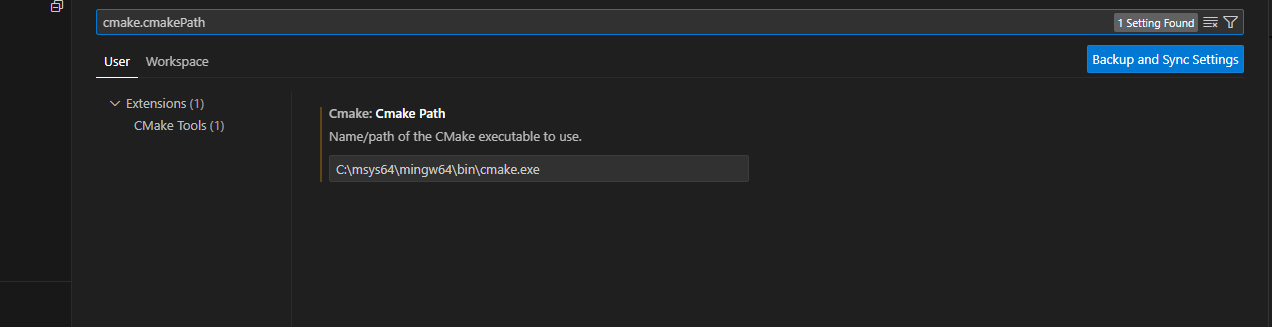 cmake.cmakePath
1 Setting Found
User Workspace
Backup and Sync Settings
Extensions (1)
CMake Tools (1)
Cmake: Cmake Path
Name/path of the CMake executable to use.
C:\msys64\mingw64\bin\cmake.exe